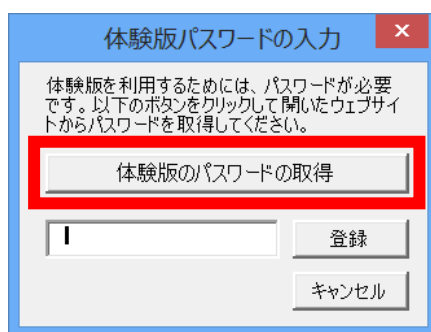 体験版パスワードの入力
体験版を利用するためには、パスワードが必要
です。以下のボタンをクリックして開いたウェブサイ
トからパスワードを取得してください。
体験版のパスワードの取得
登録
キャンセル